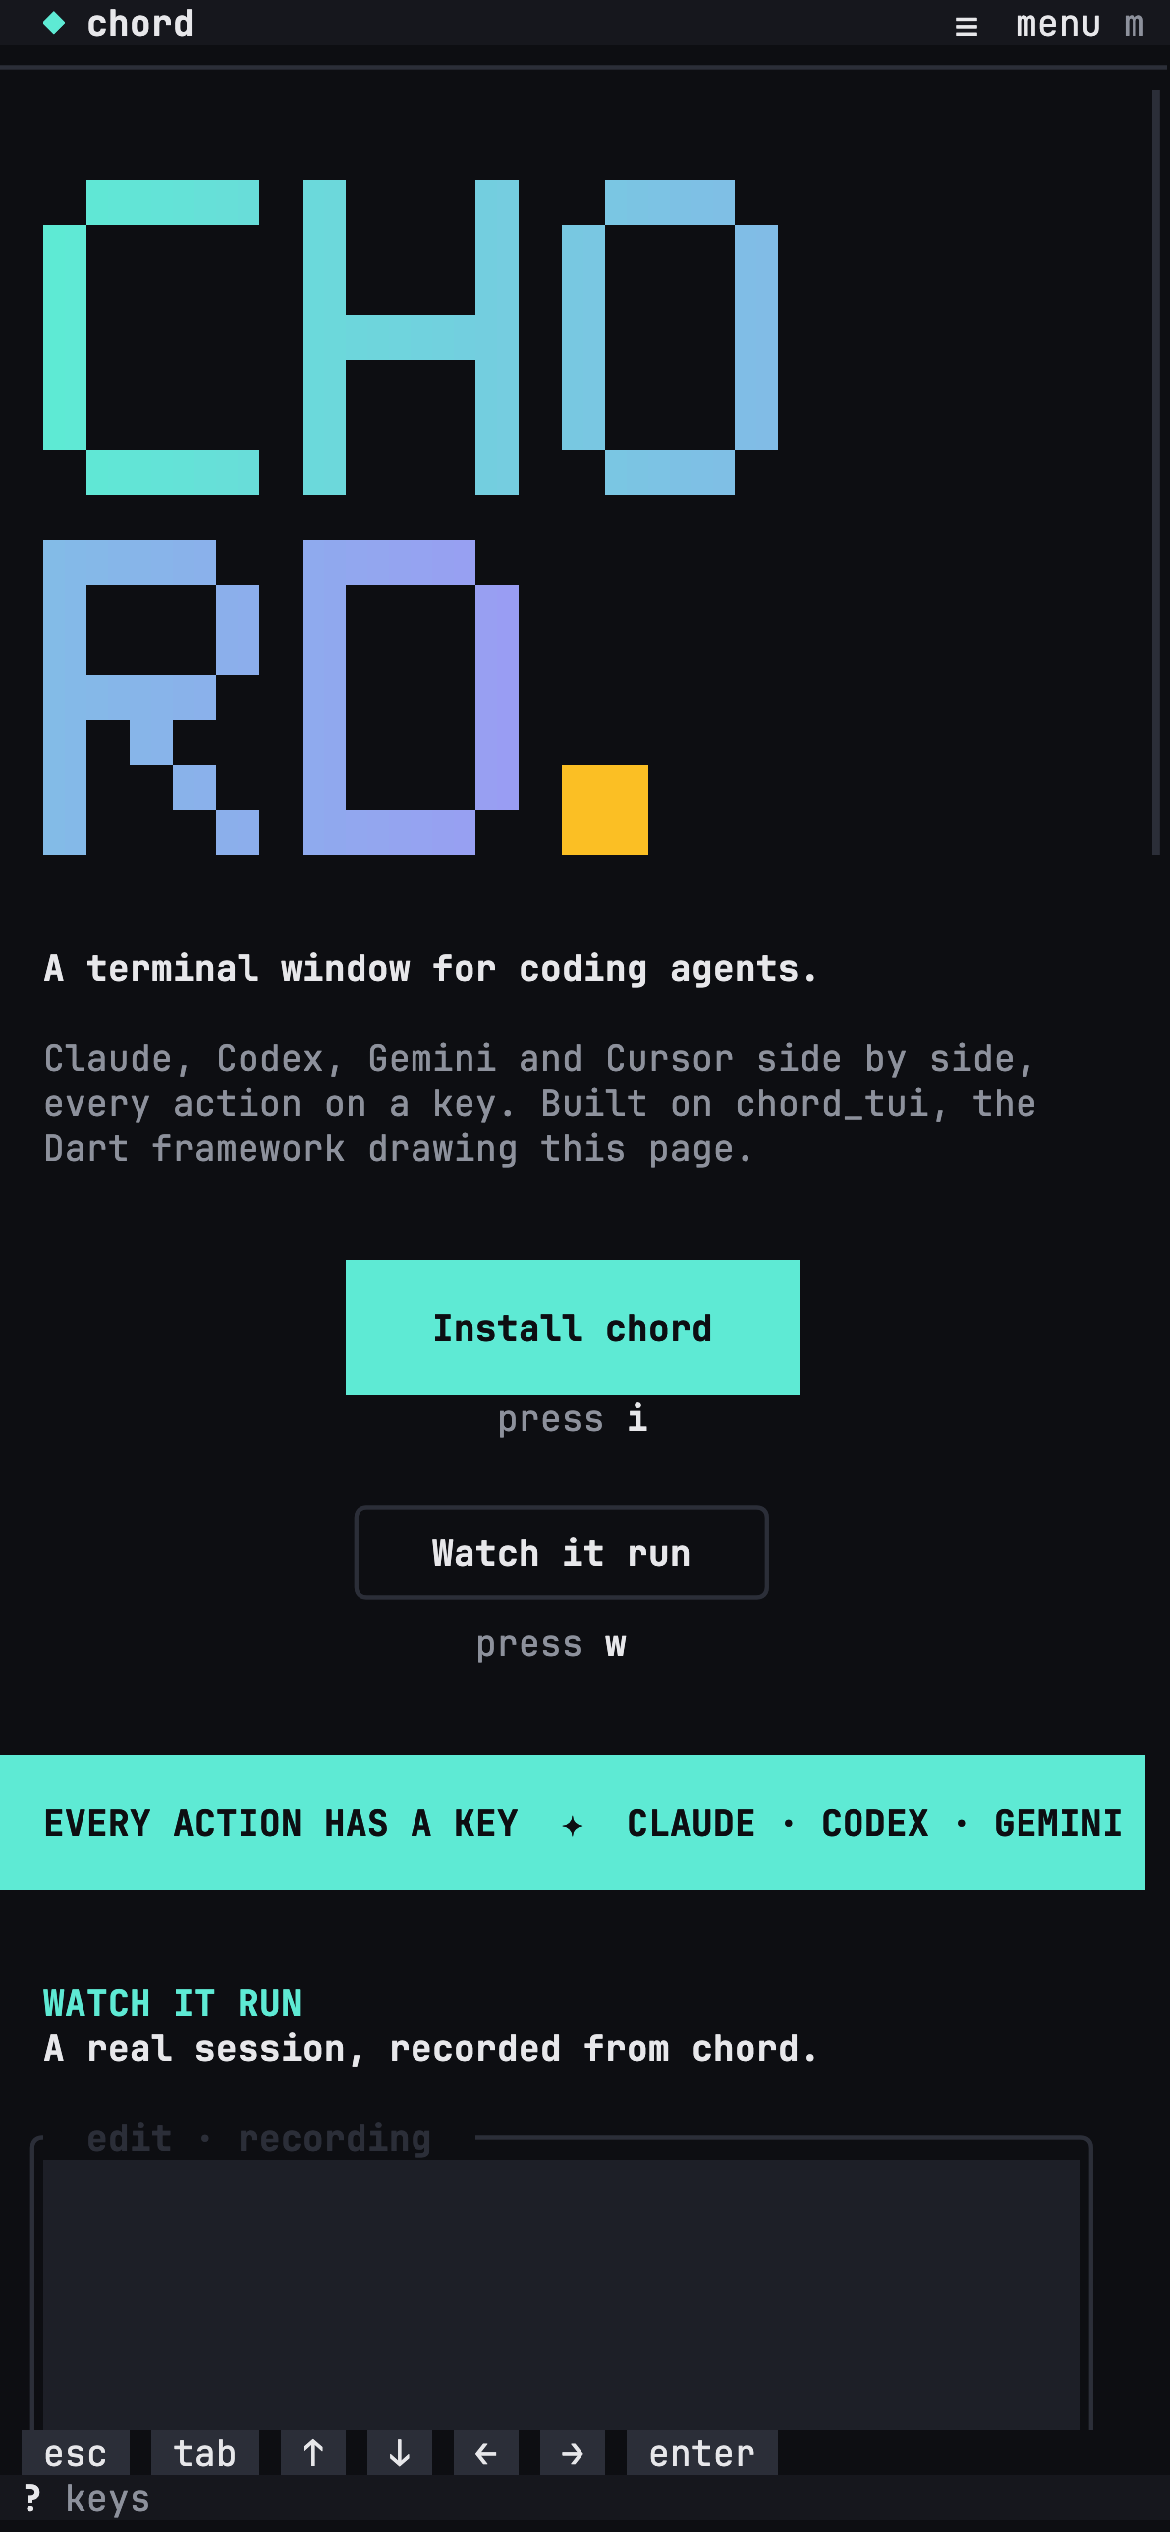 ◆ chord ≡ menu m
CHO
RD.
A terminal window for coding agents.
Claude, Codex, Gemini and Cursor side by side,
every action on a key. Built on chord_tui, the
Dart framework drawing this page.
Install chord
press i
Watch it run
press w
EVERY ACTION HAS A KEY ✦ CLAUDE · CODEX · GEMINI
WATCH IT RUN
A real session, recorded from chord.
edit · recording
esc tab ↑ ↓ ← → enter
? keys